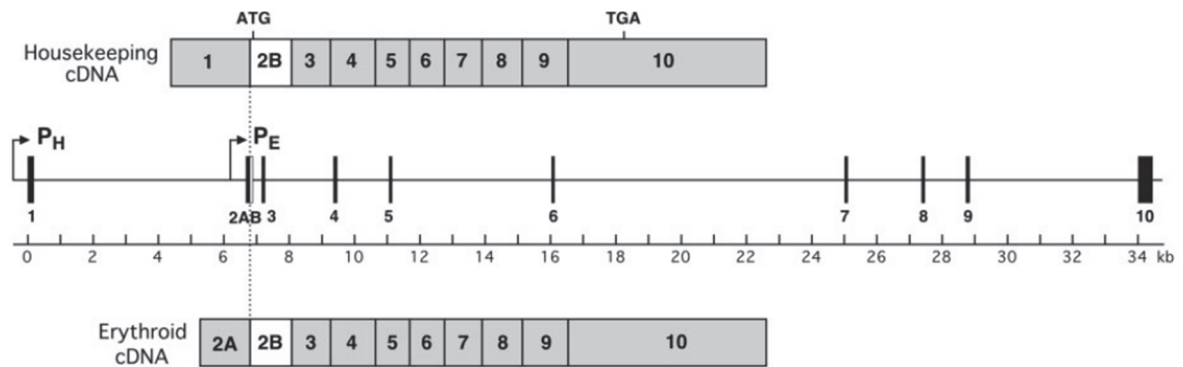 ATG TGA
Housekeeping
cDNA
1 2B 3 4 5 6 7 8 9 10
PH PE
1 2AB 3 4 5 6 7 8 9 10
0 2 4 6 8 10 12 14 16 18 20 22 24 26 28 30 32 34 kb
Erythroid
cDNA
2A 2B 3 4 5 6 7 8 9 10